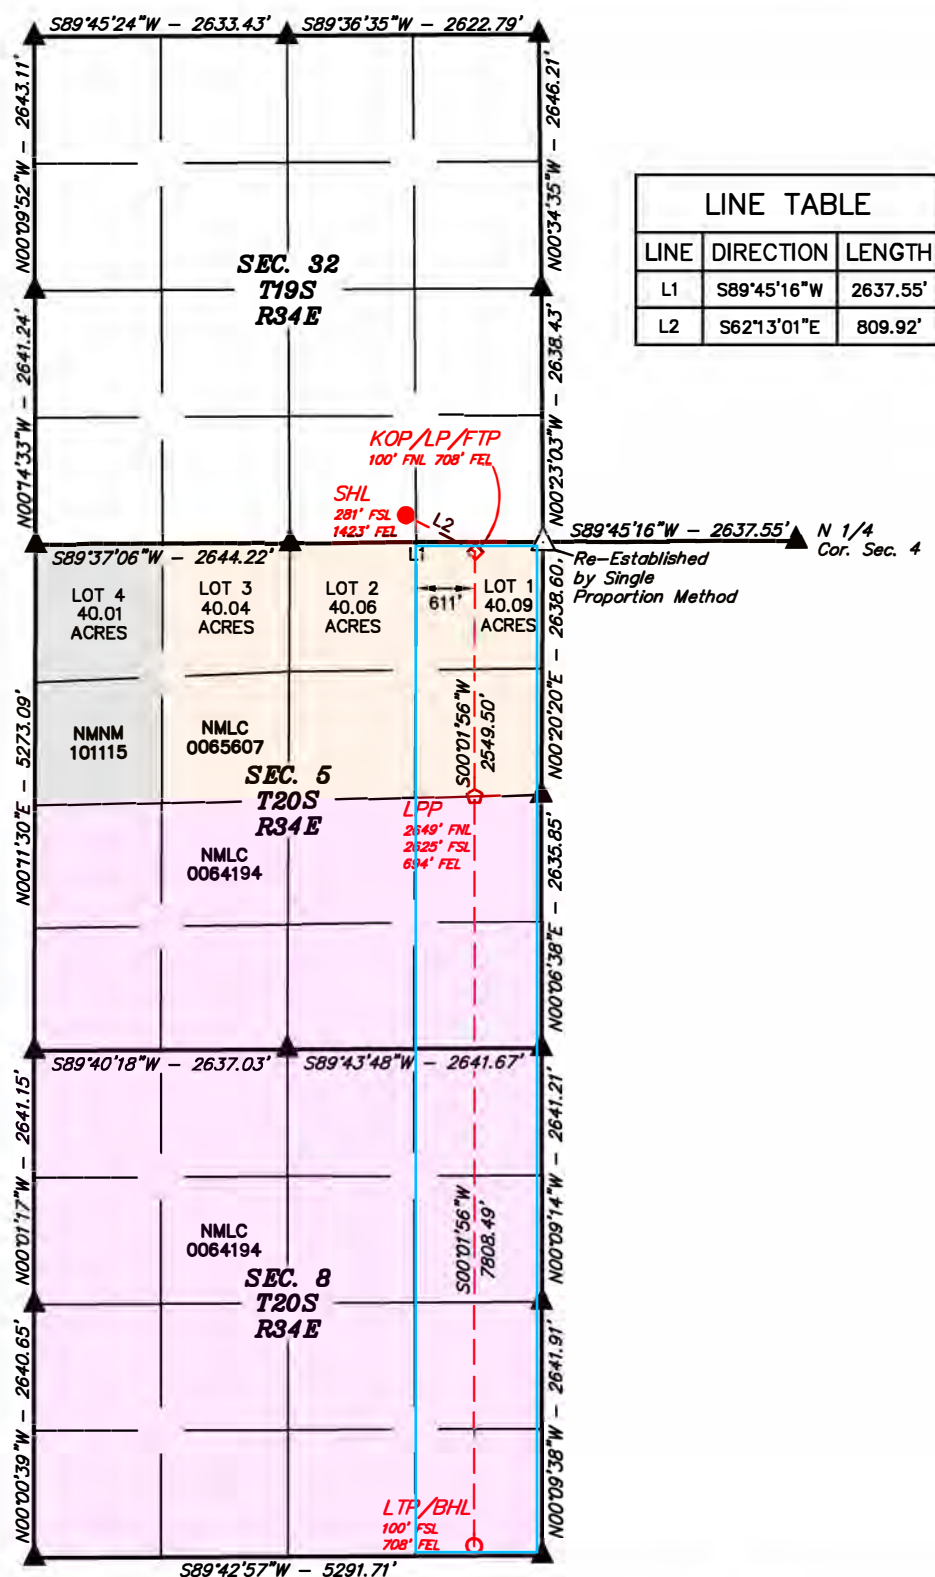 S89°45'24"W - 2633.43'
S89°36'35"W - 2622.79'
N00°09'52"W - 2643.11'
N00°34'35"W - 2646.21'
LINE TABLE
LINE DIRECTION LENGTH
L1 S89°45'16"W 2637.55'
L2 S62°13'01"E 809.92'
SEC. 32
T19S
R34E
N00°14'33"W - 2641.24'
N00°23'03"W - 2638.43'
KOP/LP/FTP
100' FNL 708' FEL
SHL
281' FSL
1423' FEL
L2
S89°45'16"W - 2637.55'
N 1/4
Cor. Sec. 4
S89°37'06"W - 2644.22'
L1
Re-Established
by Single
Proportion Method
LOT 4
40.01
ACRES
LOT 3
40.04
ACRES
LOT 2
40.06
ACRES
611'
LOT 1
40.09
ACRES
N00°20'20"E - 2638.60'
N00°11'30"E - 5273.09'
NMNM
101115
NMLC
0065607
S00°01'56"W
2549.50'
SEC. 5
T20S
R34E
LPP
2649' FNL
2625' FSL
694' FEL
NMLC
0064194
N00°06'38"E - 2635.85'
S89°40'18"W - 2637.03'
S89°43'48"W - 2641.67'
N00°01'17"W - 2641.15'
N00°09'14"W - 2641.21'
S00°01'56"W
7808.49'
NMLC
0064194
SEC. 8
T20S
R34E
N00°00'39"W - 2640.65'
N00°09'38"W - 2641.91'
LTP/BHL
100' FSL
708' FEL
S89°42'57"W - 5291.71'